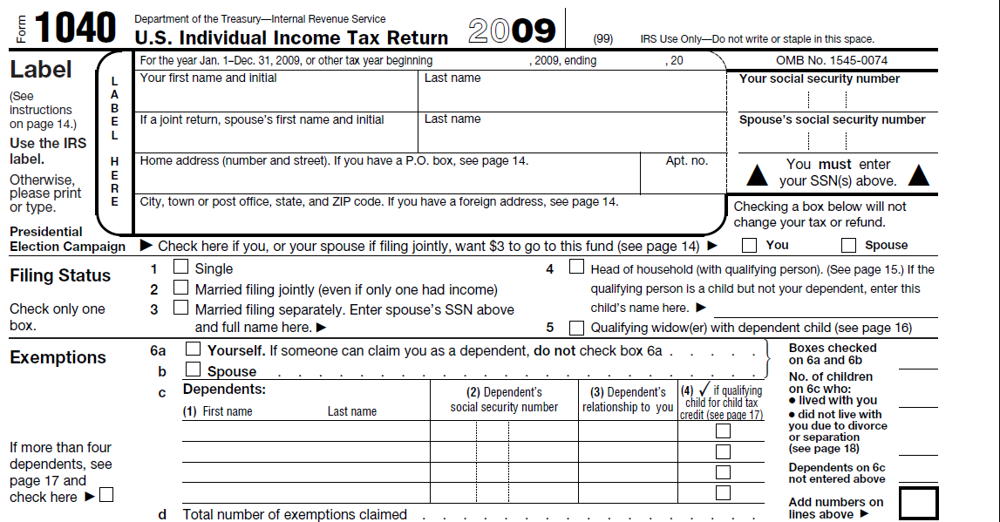 Form 1040 Department of the Treasury—Internal Revenue Service
U.S. Individual Income Tax Return 2009 (99) IRS Use Only—Do not write or staple in this space.
Label
(See
instructions
on page 14.)
Use the IRS
label.
Otherwise,
please print
or type.
LABEL HERE
For the year Jan. 1–Dec. 31, 2009, or other tax year beginning , 2009, ending , 20 OMB No. 1545-0074
Your first name and initial Last name Your social security number
If a joint return, spouse's first name and initial Last name Spouse's social security number
Home address (number and street). If you have a P.O. box, see page 14. Apt. no.
▲ You must enter ▲
your SSN(s) above.
City, town or post office, state, and ZIP code. If you have a foreign address, see page 14.
Checking a box below will not
change your tax or refund.
Presidential
Election Campaign ▶ Check here if you, or your spouse if filing jointly, want $3 to go to this fund (see page 14) ▶ You Spouse
Filing Status
Check only one
box.
1 Single
2 Married filing jointly (even if only one had income)
3 Married filing separately. Enter spouse's SSN above
and full name here. ▶
4 Head of household (with qualifying person). (See page 15.) If the
qualifying person is a child but not your dependent, enter this
child's name here. ▶
5 Qualifying widow(er) with dependent child (see page 16)
Exemptions
6a Yourself. If someone can claim you as a dependent, do not check box 6a . . . . .
b Spouse . . . . . . . . . . . . . . . . . . . . . . . .
c Dependents:
(1) First name Last name
(2) Dependent's
social security number
(3) Dependent's
relationship to you
(4) ✓ if qualifying
child for child tax
credit (see page 17)
If more than four
dependents, see
page 17 and
check here ▶
d Total number of exemptions claimed . . . . . . . . . . . . . . . . .
Boxes checked
on 6a and 6b
No. of children
on 6c who:
● lived with you
● did not live with
you due to divorce
or separation
(see page 18)
Dependents on 6c
not entered above
Add numbers on
lines above ▶